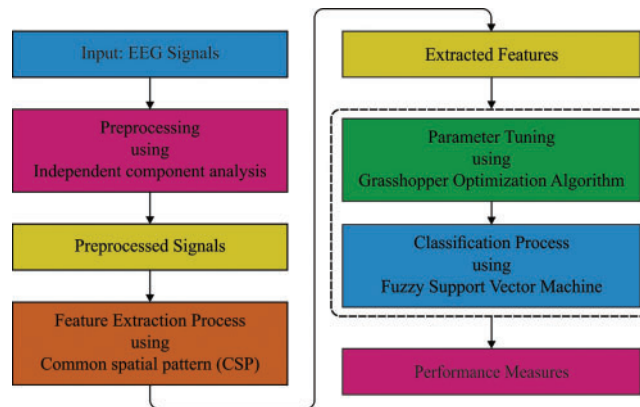 Input: EEG Signals
Preprocessing
using
Independent component analysis
Preprocessed Signals
Feature Extraction Process
using
Common spatial pattern (CSP)
Extracted Features
Parameter Tuning
using
Grasshopper Optimization Algorithm
Classification Process
using
Fuzzy Support Vector Machine
Performance Measures